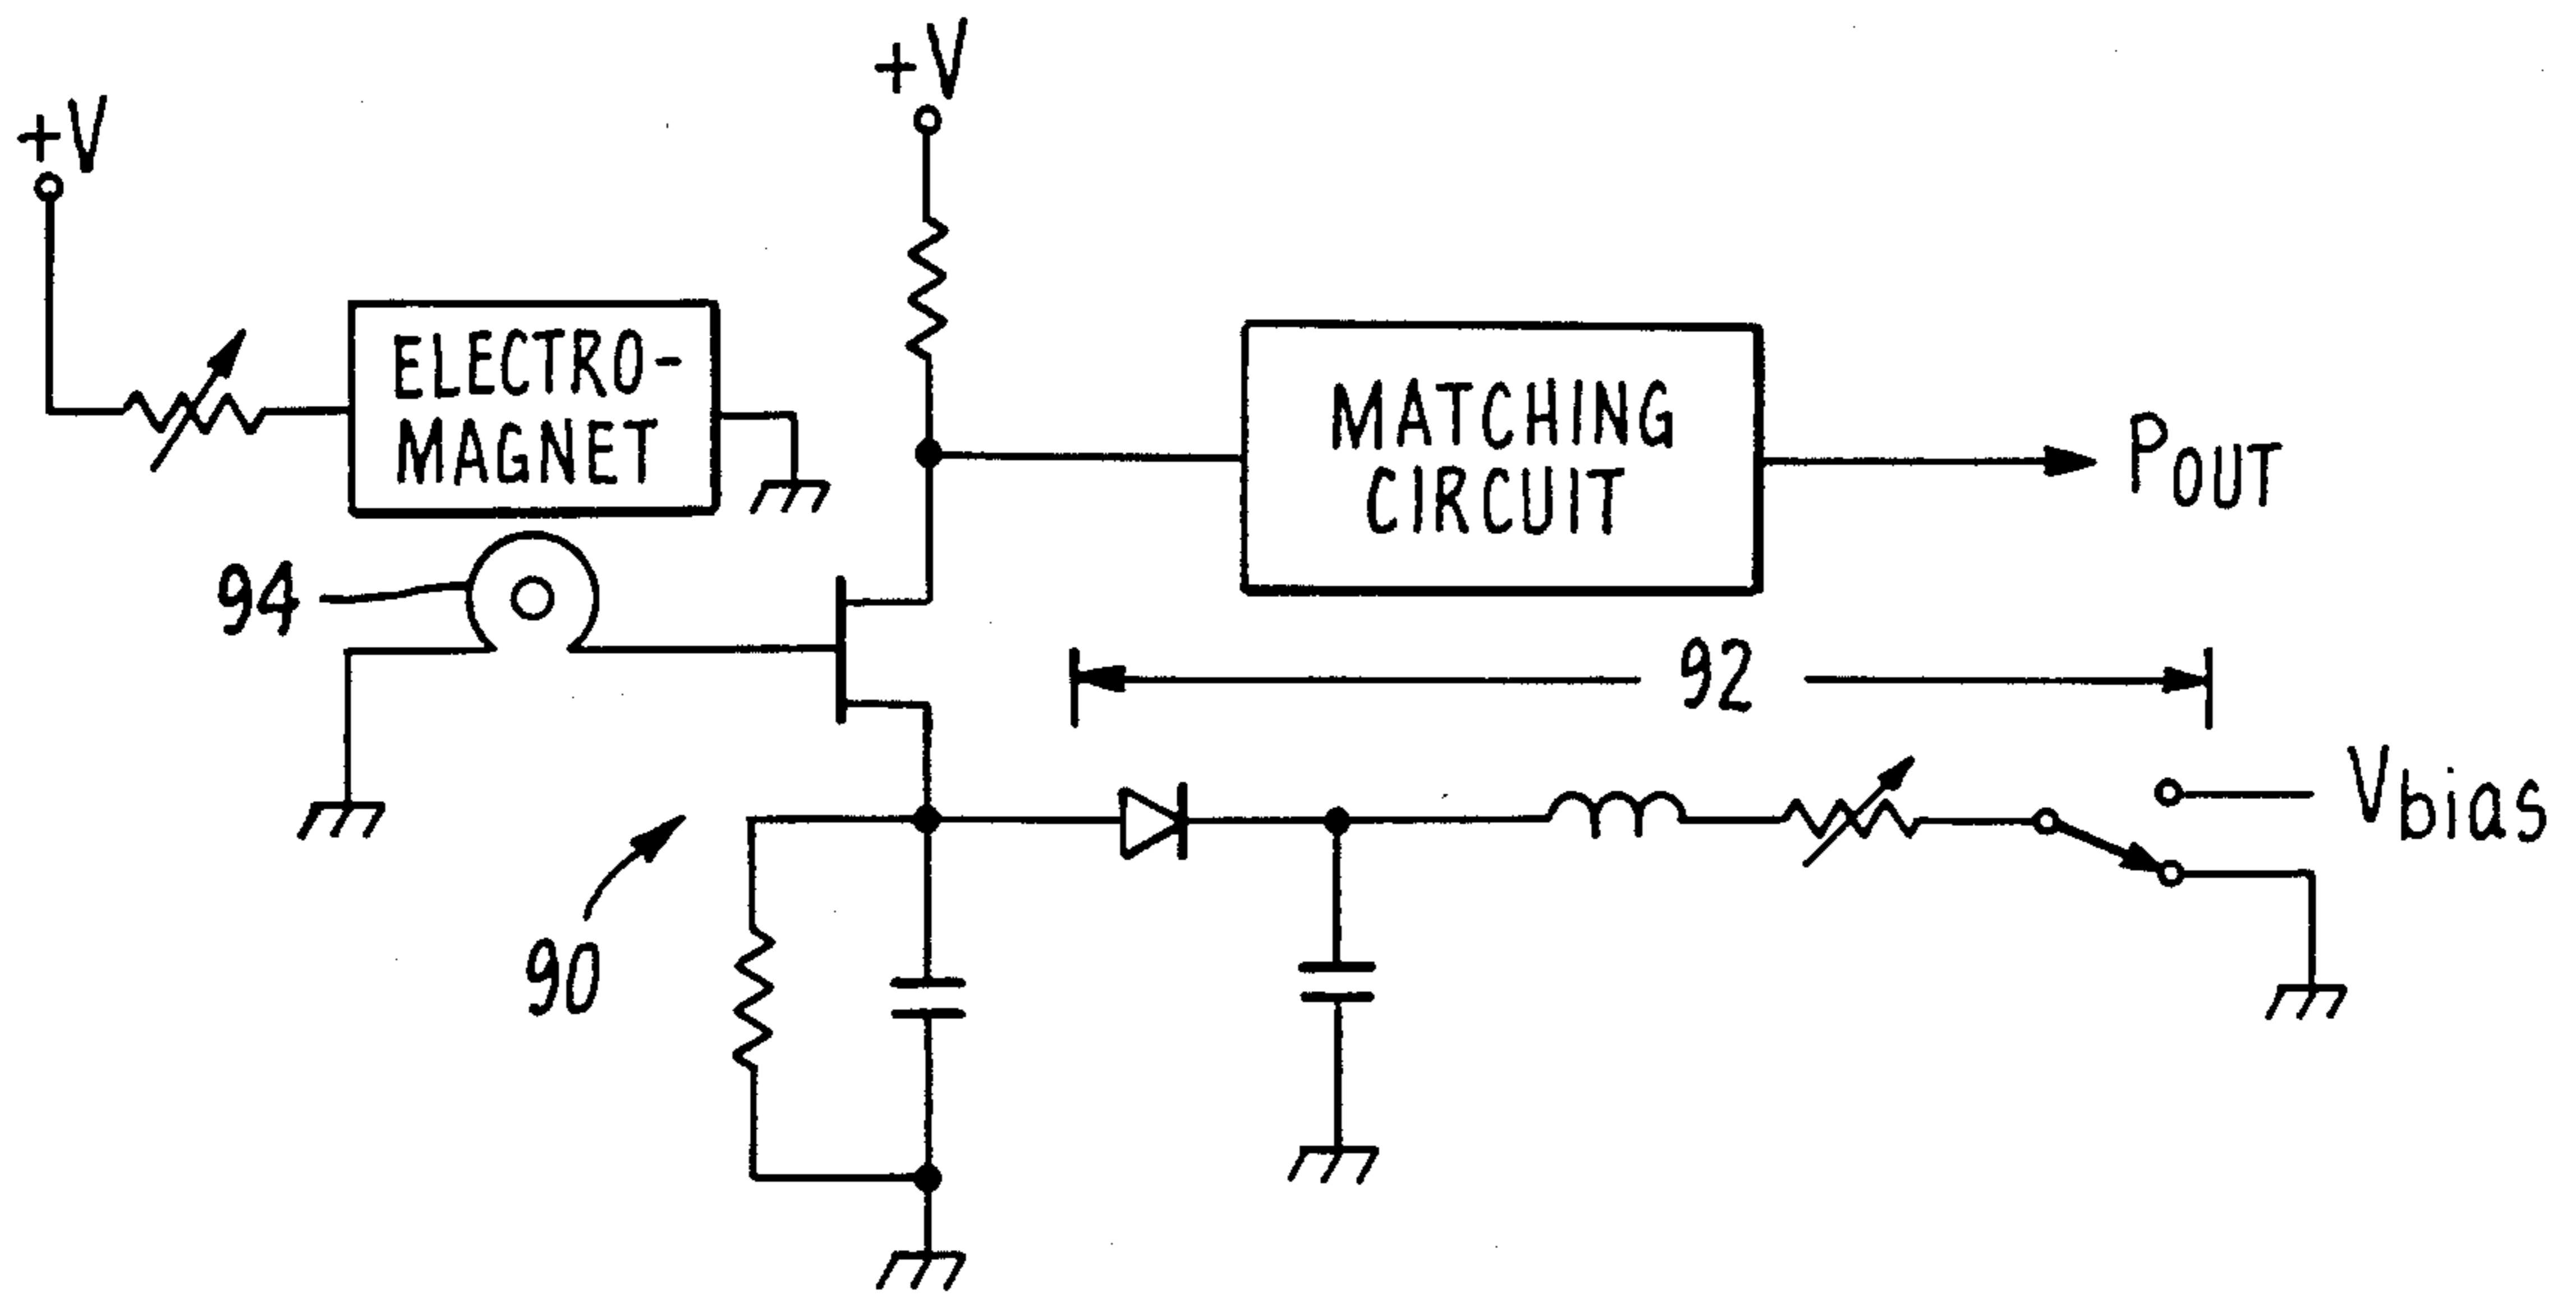 +V
+V
ELECTRO-
MAGNET
MATCHING
CIRCUIT
POUT
94
92
Vbias
90